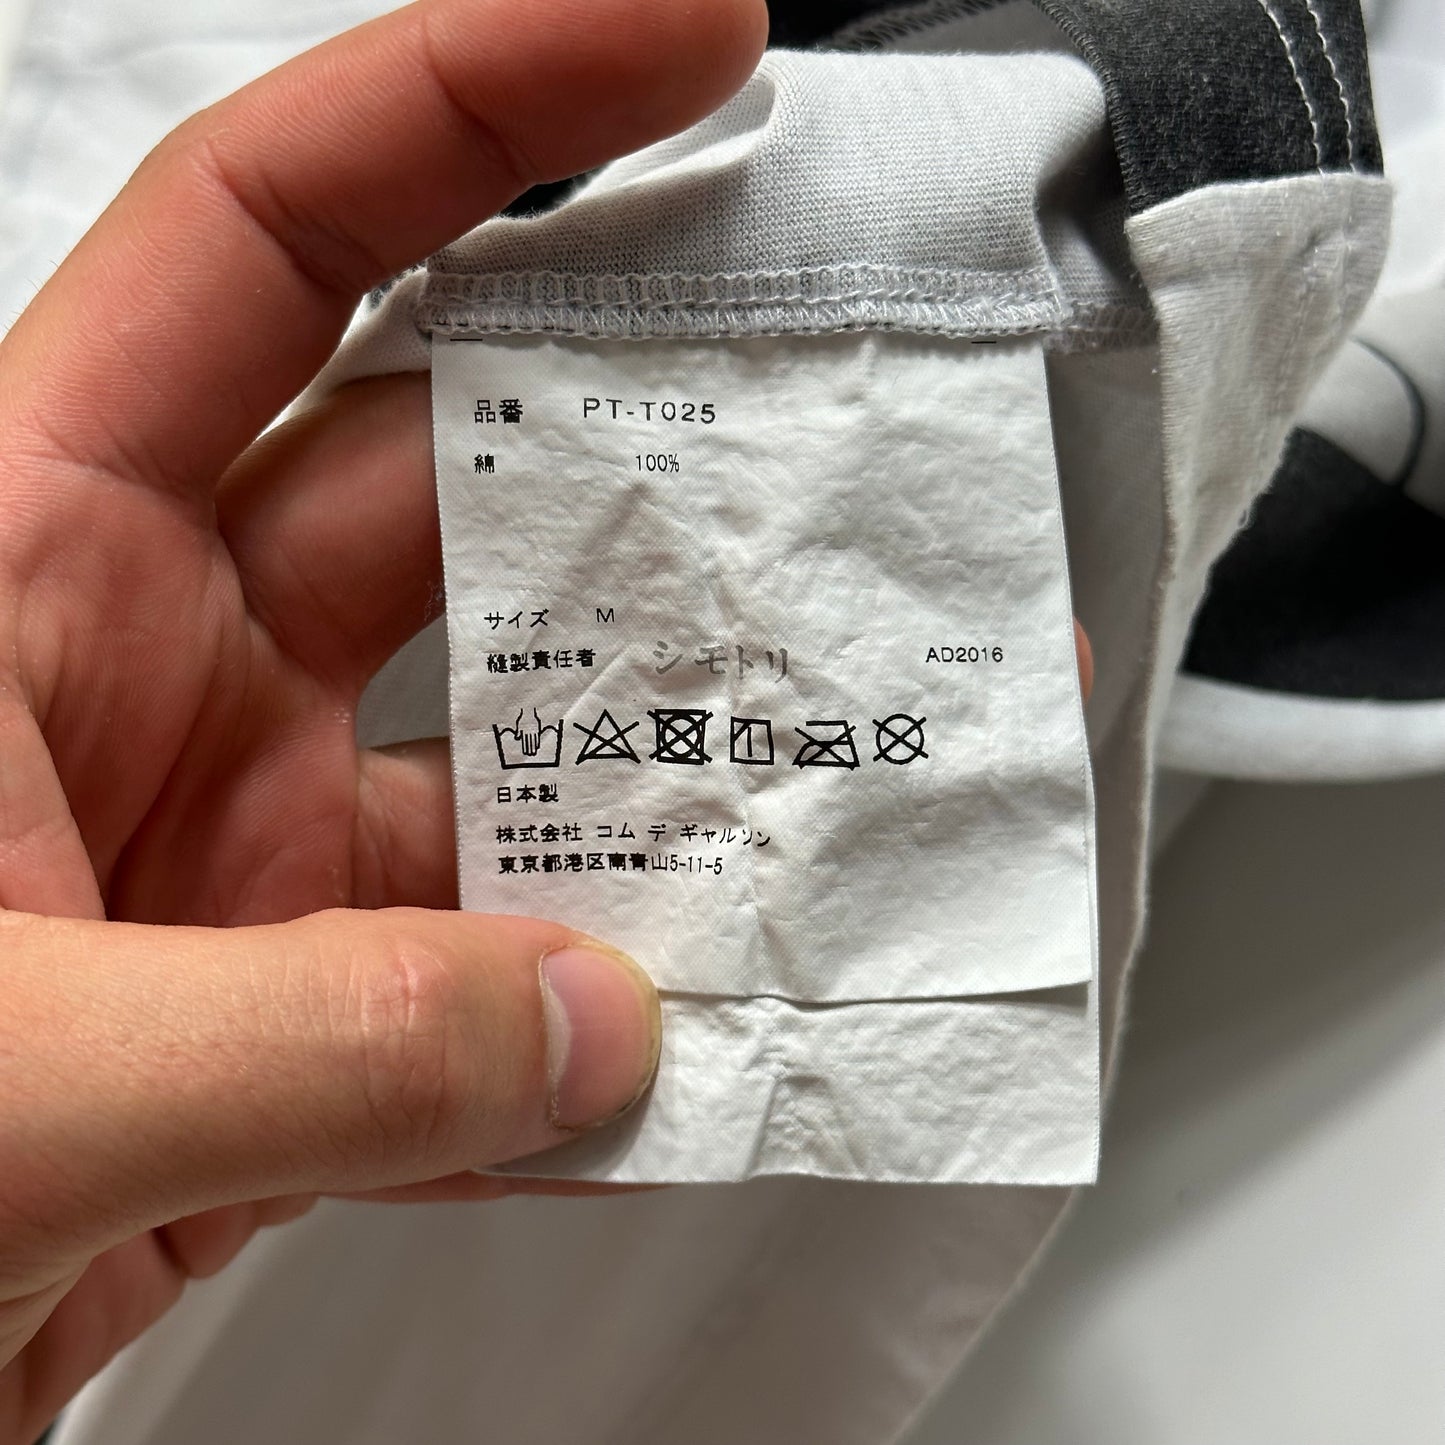 品番 PT-T025
綿 100%
サイズ M
縫製責任者 シモトリ AD2016
日本製
株式会社 コム デ ギャルソン
東京都港区南青山5-11-5